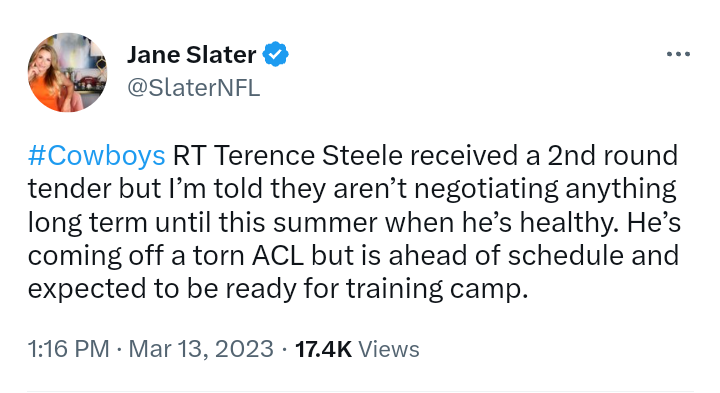 Jane Slater
@SlaterNFL
#Cowboys RT Terence Steele received a 2nd round
tender but I’m told they aren’t negotiating anything
long term until this summer when he’s healthy. He’s
coming off a torn ACL but is ahead of schedule and
expected to be ready for training camp.
1:16 PM · Mar 13, 2023 · 17.4K Views